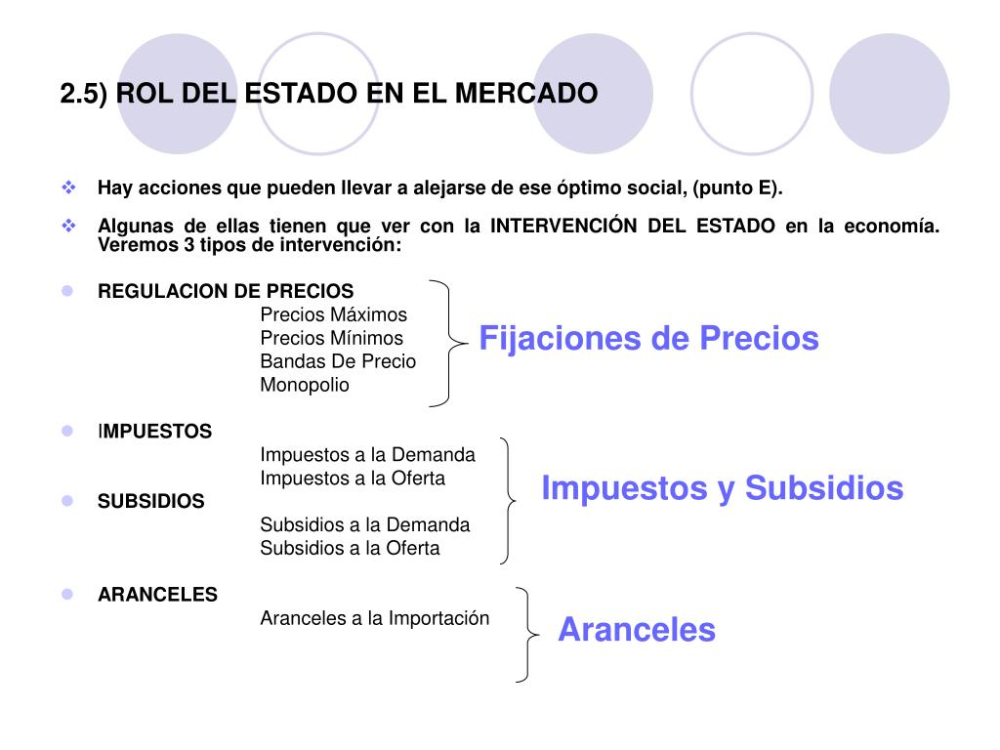 2.5) ROL DEL ESTADO EN EL MERCADO
Hay acciones que pueden llevar a alejarse de ese óptimo social, (punto E).
Algunas de ellas tienen que ver con la INTERVENCIÓN DEL ESTADO en la economía.
Veremos 3 tipos de intervención:
REGULACION DE PRECIOS
Precios Máximos
Precios Mínimos
Bandas De Precio
Monopolio
Fijaciones de Precios
IMPUESTOS
Impuestos a la Demanda
Impuestos a la Oferta
SUBSIDIOS
Subsidios a la Demanda
Subsidios a la Oferta
Impuestos y Subsidios
ARANCELES
Aranceles a la Importación
Aranceles